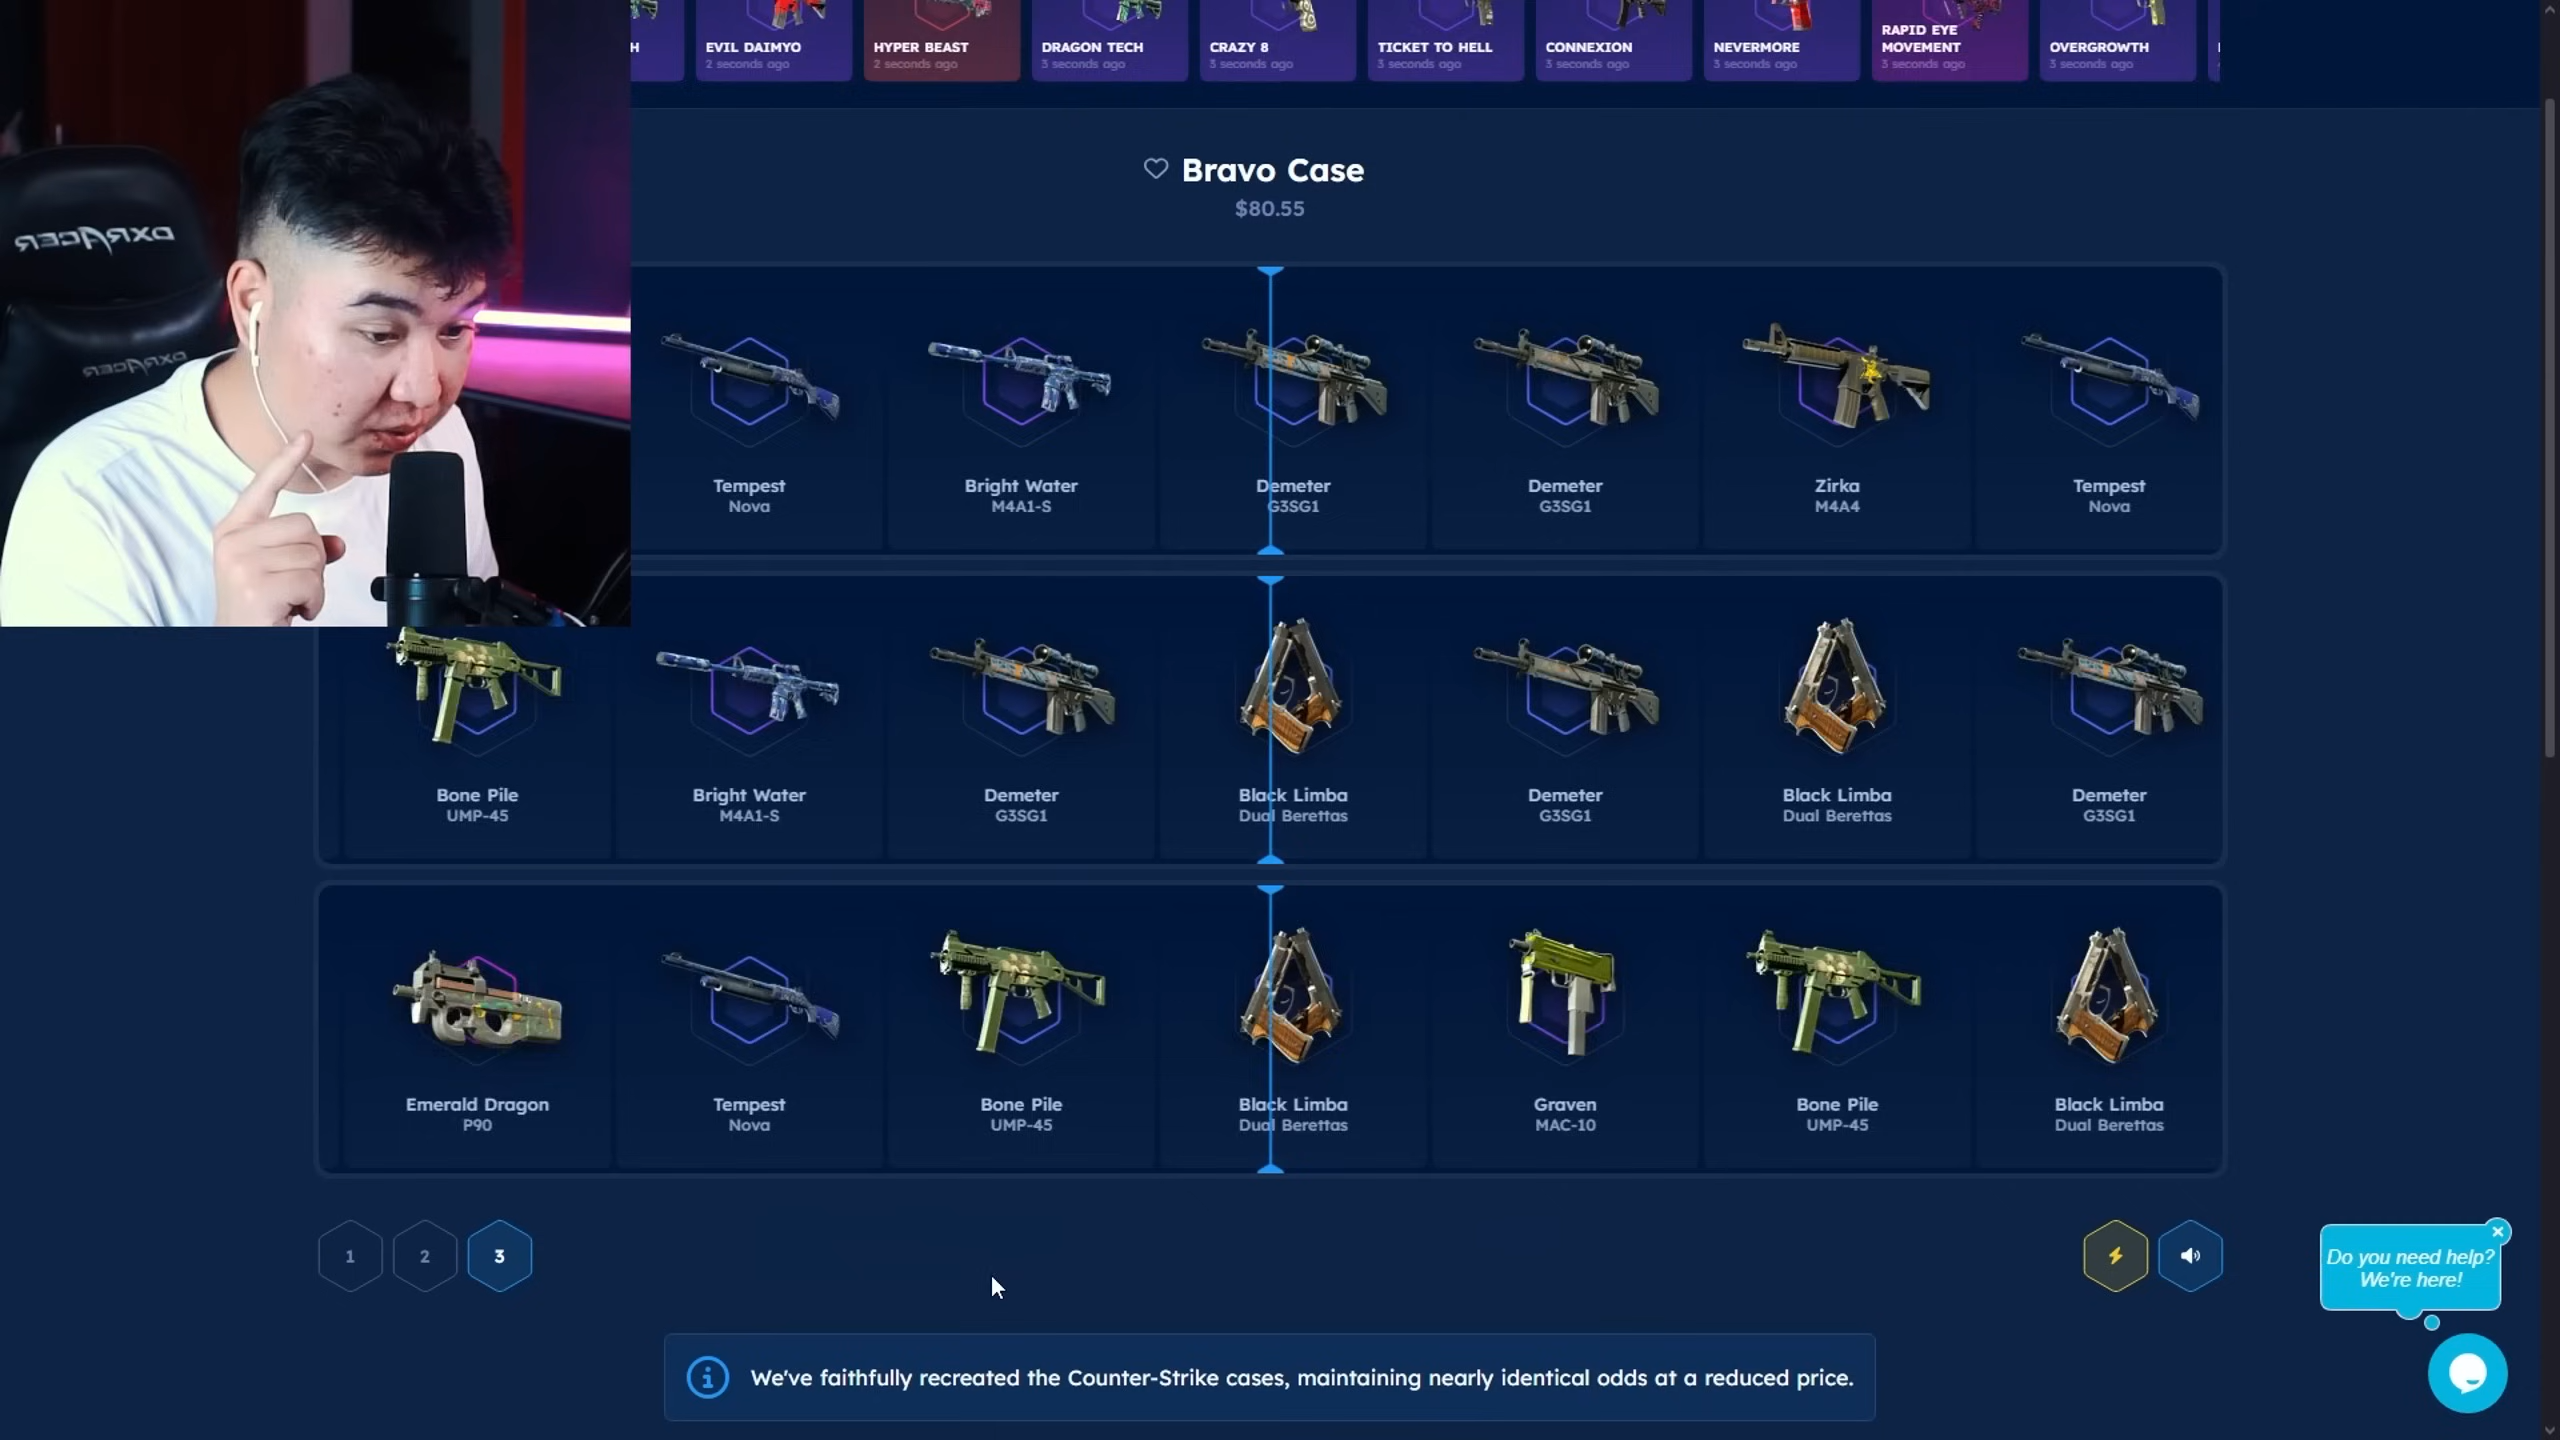 H
EVIL DAIMYO
2 seconds ago
HYPER BEAST
2 seconds ago
DRAGON TECH
3 seconds ago
CRAZY 8
3 seconds ago
TICKET TO HELL
3 seconds ago
CONNEXION
3 seconds ago
NEVERMORE
3 seconds ago
RAPID EYE
MOVEMENT
3 seconds ago
OVERGROWTH
3 seconds ago
DXRACER
DXRACER
Bravo Case
$80.55
Tempest
Nova
Bright Water
M4A1-S
Demeter
G3SG1
Demeter
G3SG1
Zirka
M4A4
Tempest
Nova
Bone Pile
UMP-45
Bright Water
M4A1-S
Demeter
G3SG1
Black Limba
Dual Berettas
Demeter
G3SG1
Black Limba
Dual Berettas
Demeter
G3SG1
Emerald Dragon
P90
Tempest
Nova
Bone Pile
UMP-45
Black Limba
Dual Berettas
Graven
MAC-10
Bone Pile
UMP-45
Black Limba
Dual Berettas
1
2
3
Do you need help?
We're here!
We've faithfully recreated the Counter-Strike cases, maintaining nearly identical odds at a reduced price.